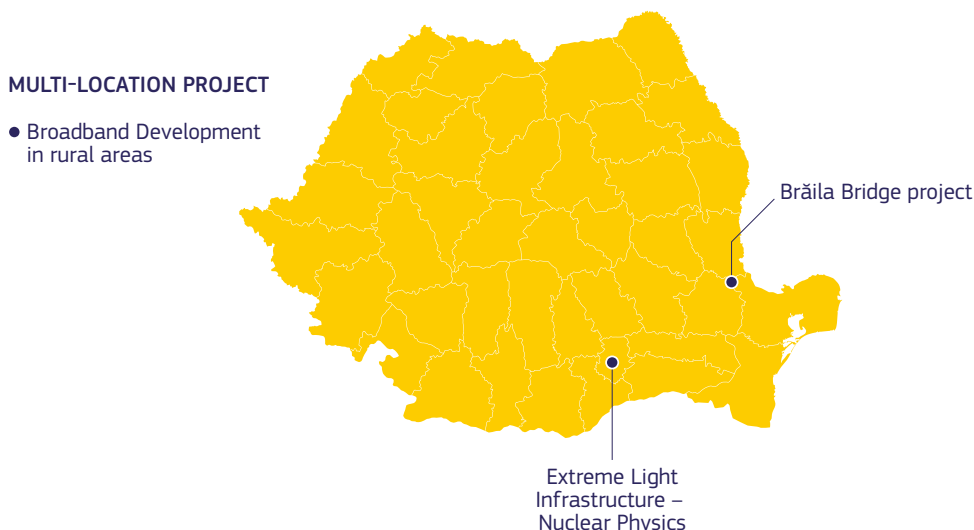 MULTI-LOCATION PROJECT
● Broadband Development
in rural areas
Brăila Bridge project
Extreme Light
Infrastructure –
Nuclear Physics